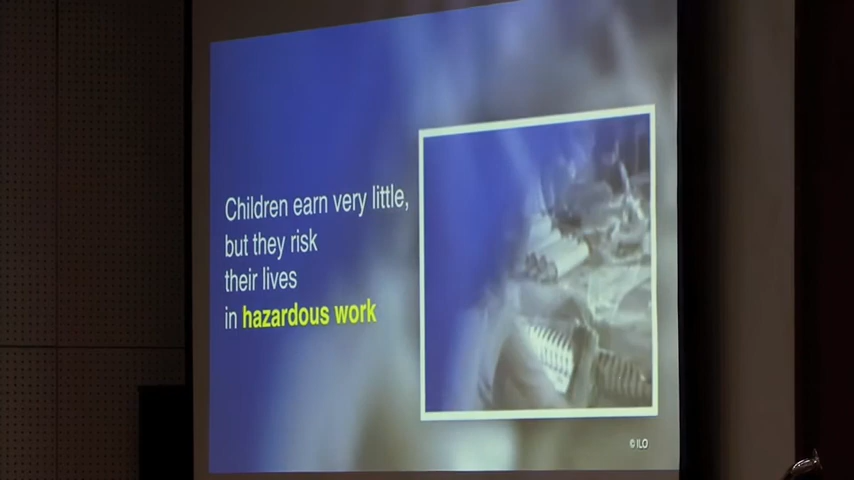 Children earn very little,
but they risk
their lives
in hazardous work
© ILO